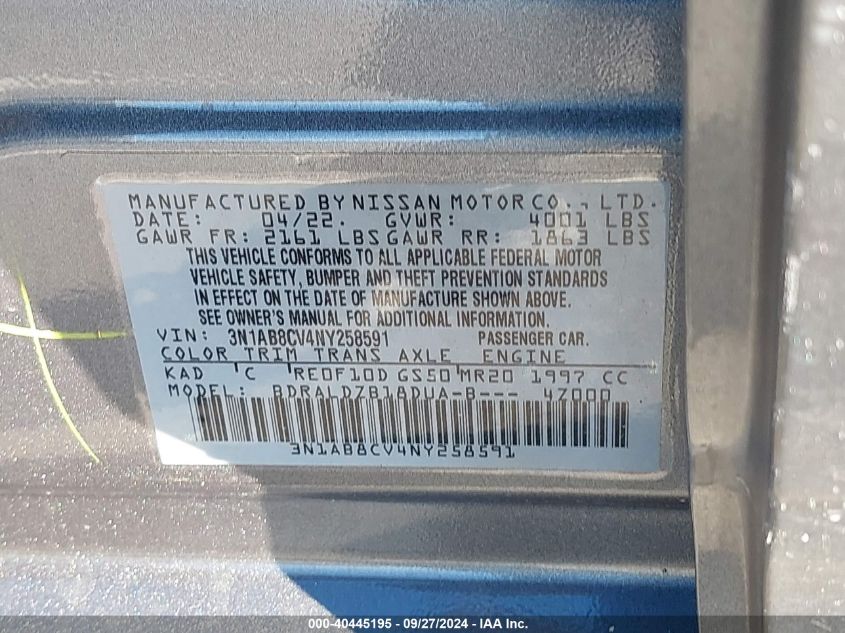 MANUFACTURED BY NISSAN MOTOR CO., LTD.
DATE: 04/22. GVWR: 4001 LBS
GAWR FR: 2161 LBS GAWR RR: 1863 LBS
THIS VEHICLE CONFORMS TO ALL APPLICABLE FEDERAL MOTOR
VEHICLE SAFETY, BUMPER AND THEFT PREVENTION STANDARDS
IN EFFECT ON THE DATE OF MANUFACTURE SHOWN ABOVE.
SEE OWNER'S MANUAL FOR ADDITIONAL INFORMATION.
VIN: 3N1AB8CV4NY258591 PASSENGER CAR.
COLOR TRIM TRANS AXLE ENGINE
KAD C RE0F10D GS50 MR20 1997 CC
MODEL: BDRALDZB18DUA-B--- 4Z000
3N1AB8CV4NY258591
000-40445195 - 09/27/2024 - IAA Inc.